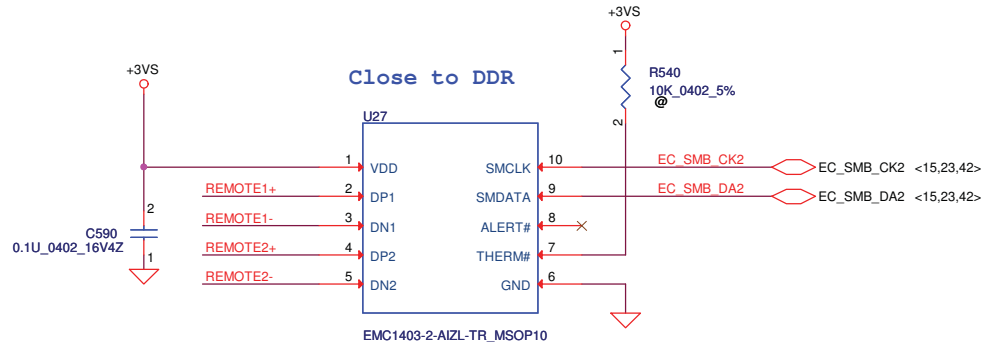 +3VS
+3VS
Close to DDR
1
R540
10K_0402_5%
@
2
U27
1 VDD SMCLK 10 EC_SMB_CK2 EC_SMB_CK2 <15,23,42>
REMOTE1+ 2 DP1 SMDATA 9 EC_SMB_DA2 EC_SMB_DA2 <15,23,42>
REMOTE1- 3 DN1 ALERT# 8
REMOTE2+ 4 DP2 THERM# 7
REMOTE2- 5 DN2 GND 6
2
C590
0.1U_0402_16V4Z
1
EMC1403-2-AIZL-TR_MSOP10